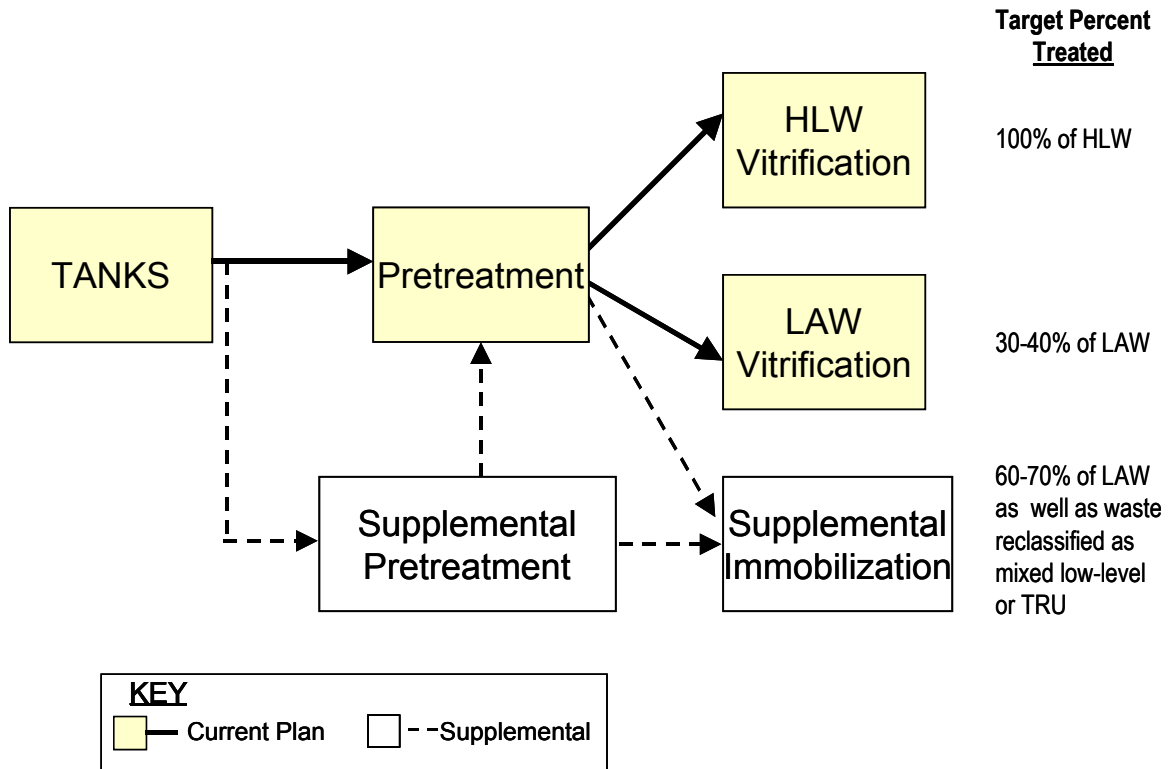 Target Percent
Treated
HLW
Vitrification
100% of HLW
TANKS
Pretreatment
LAW
Vitrification
30-40% of LAW
Supplemental
Pretreatment
Supplemental
Immobilization
60-70% of LAW
as well as waste
reclassified as
mixed low-level
or TRU
KEY
Current Plan
Supplemental